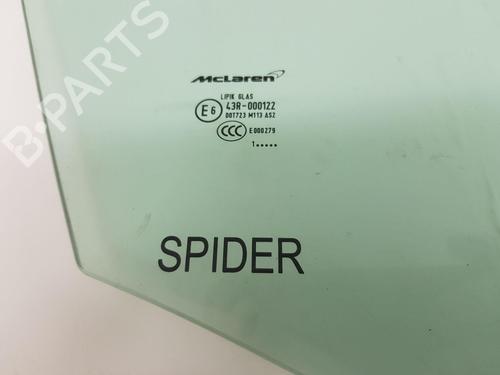 B-PARTS
McLaren
LIPIK GLAS
E6 43R-000122
DOT723 M113 AS2
CCC E000279
1.....
SPIDER